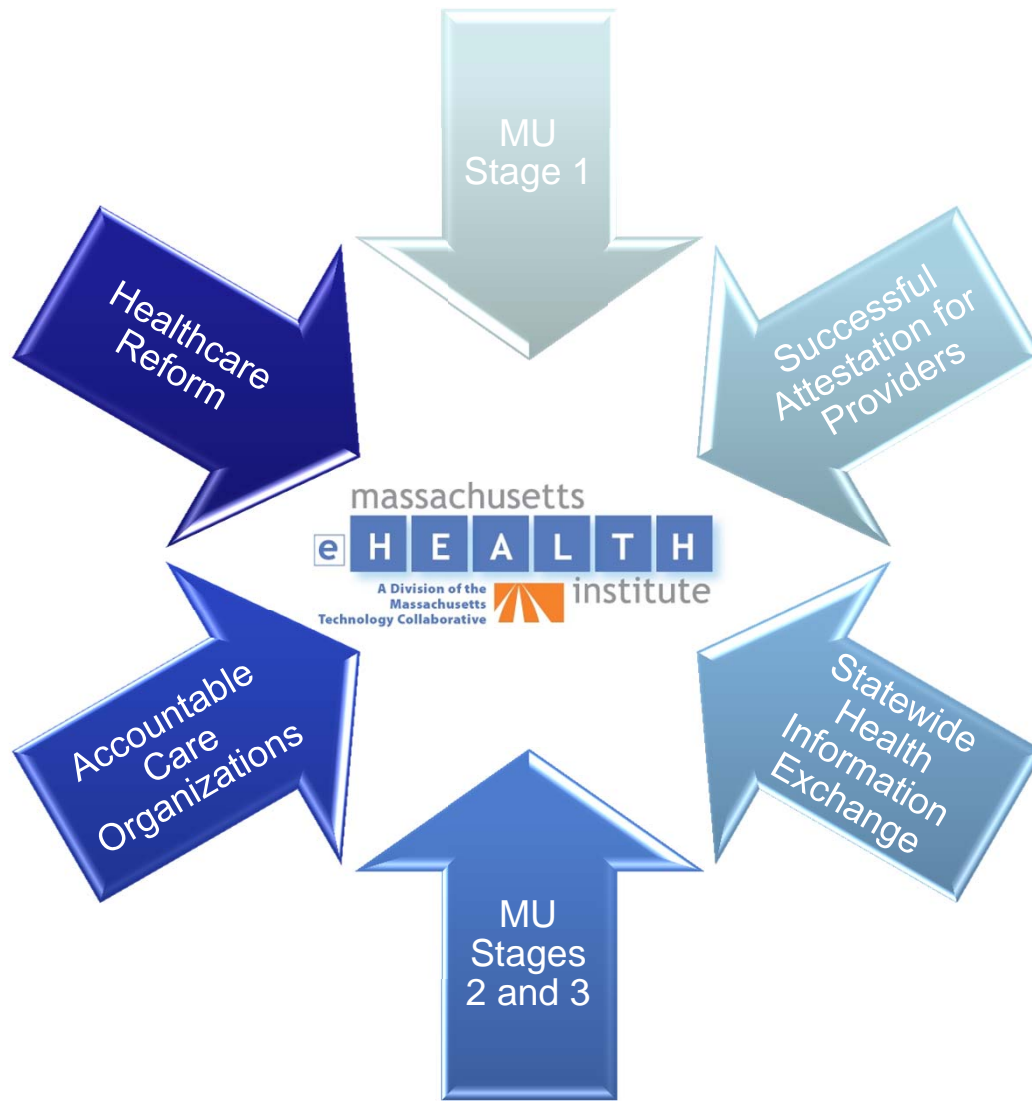 MU
Stage 1
Healthcare
Reform
Successful
Attestation for
Providers
massachusetts
e HEALTH
institute
A Division of the
Massachusetts
Technology Collaborative
Accountable
Care
Organizations
Statewide
Health
Information
Exchange
MU
Stages
2 and 3